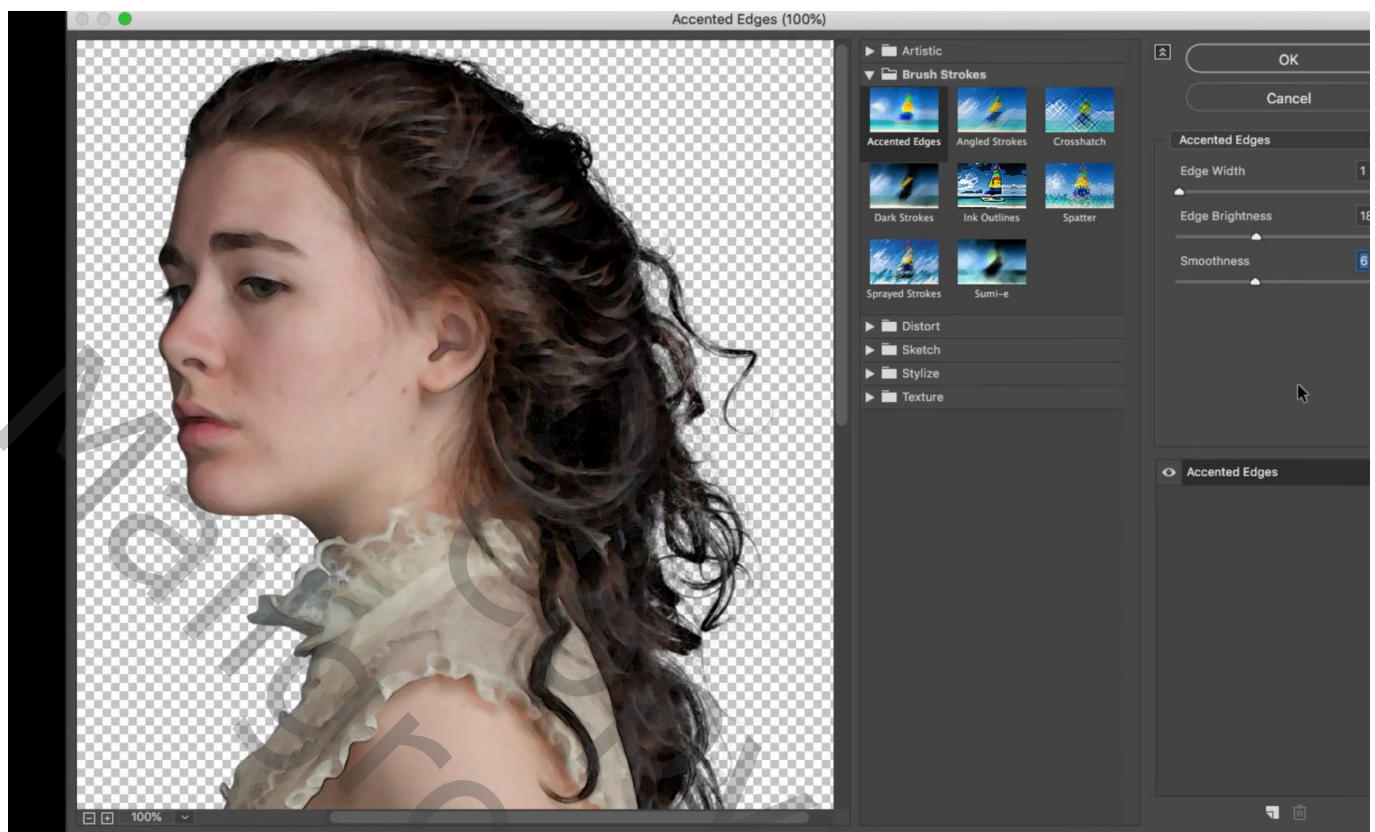 Accented Edges (100%)
Artistic
Brush Strokes
Accented Edges
Angled Strokes
Crosshatch
Dark Strokes
Ink Outlines
Spatter
Sprayed Strokes
Sumi-e
Distort
Sketch
Stylize
Texture
OK
Cancel
Accented Edges
Edge Width 1
Edge Brightness 18
Smoothness 6
Accented Edges
100%